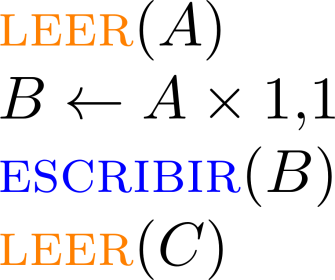 LEER(A)
B ← A × 1,1
ESCRIBIR(B)
LEER(C)